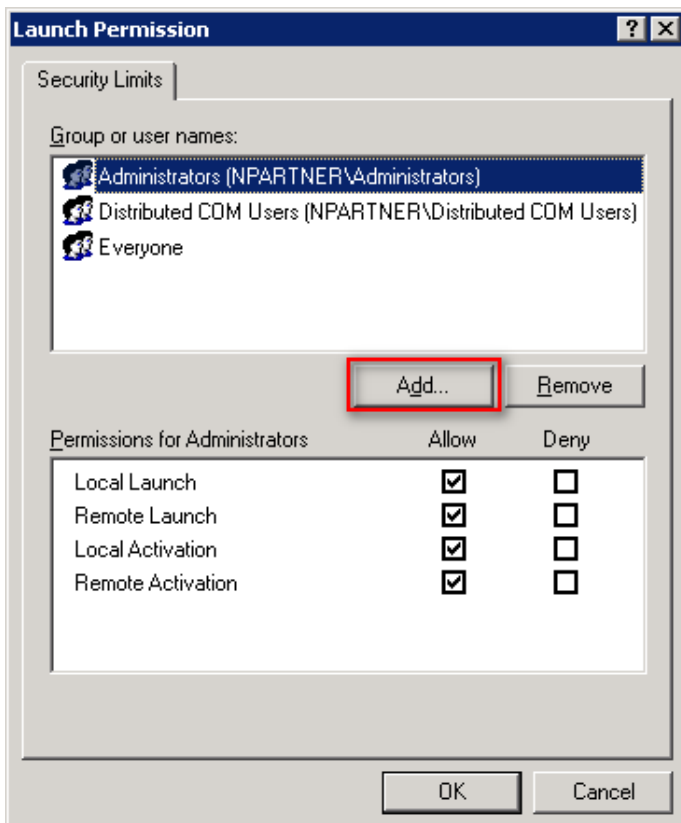 Launch Permission
Security Limits
Group or user names:
Administrators (NPARTNER\Administrators)
Distributed COM Users (NPARTNER\Distributed COM Users)
Everyone
Add... Remove
Permissions for Administrators Allow Deny
Local Launch
Remote Launch
Local Activation
Remote Activation
OK Cancel